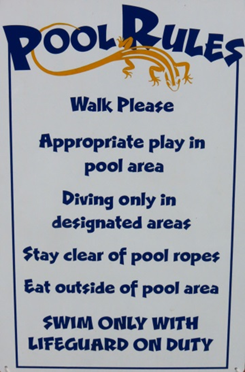 POOL RULES
Walk Please
Appropriate play in
pool area
Diving only in
designated areas
Stay clear of pool ropes
Eat outside of pool area
SWIM ONLY WITH
LIFEGUARD ON DUTY